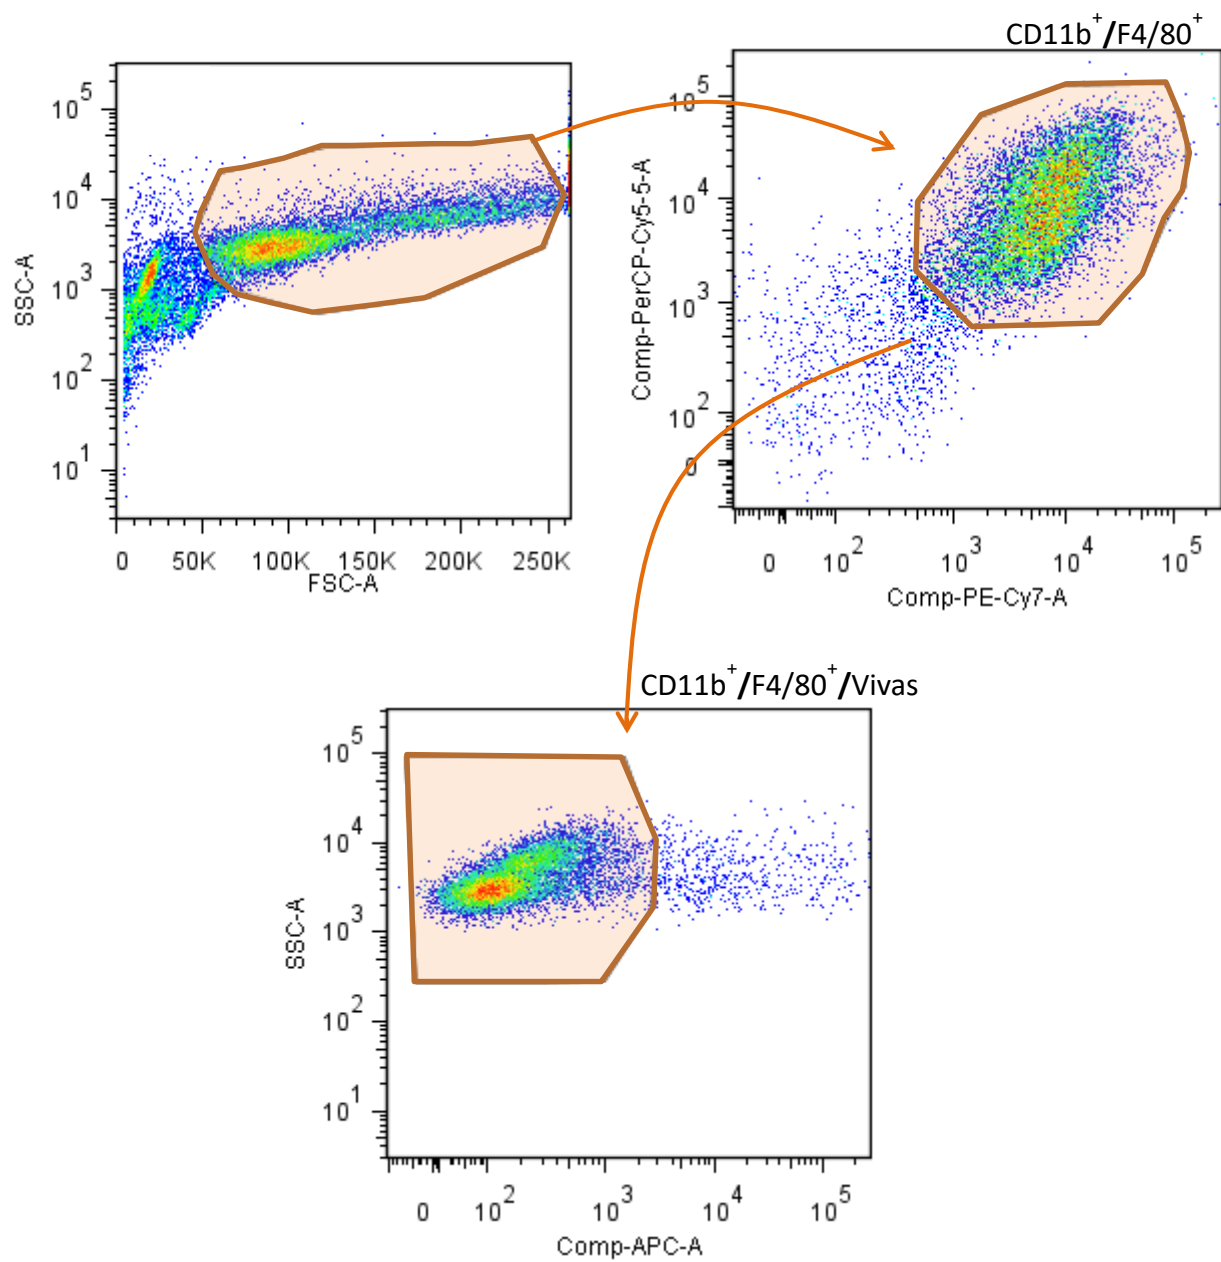 CD11b+/F4/80+
10^5
10^4
10^3
10^2
10^1
SSC-A
0 50K 100K 150K 200K 250K
FSC-A
10^5
10^4
10^3
10^2
0
Comp-PerCP-Cy5-5-A
0 10^2 10^3 10^4 10^5
Comp-PE-Cy7-A
CD11b+/F4/80+/Vivas
10^5
10^4
10^3
10^2
10^1
SSC-A
0 10^2 10^3 10^4 10^5
Comp-APC-A